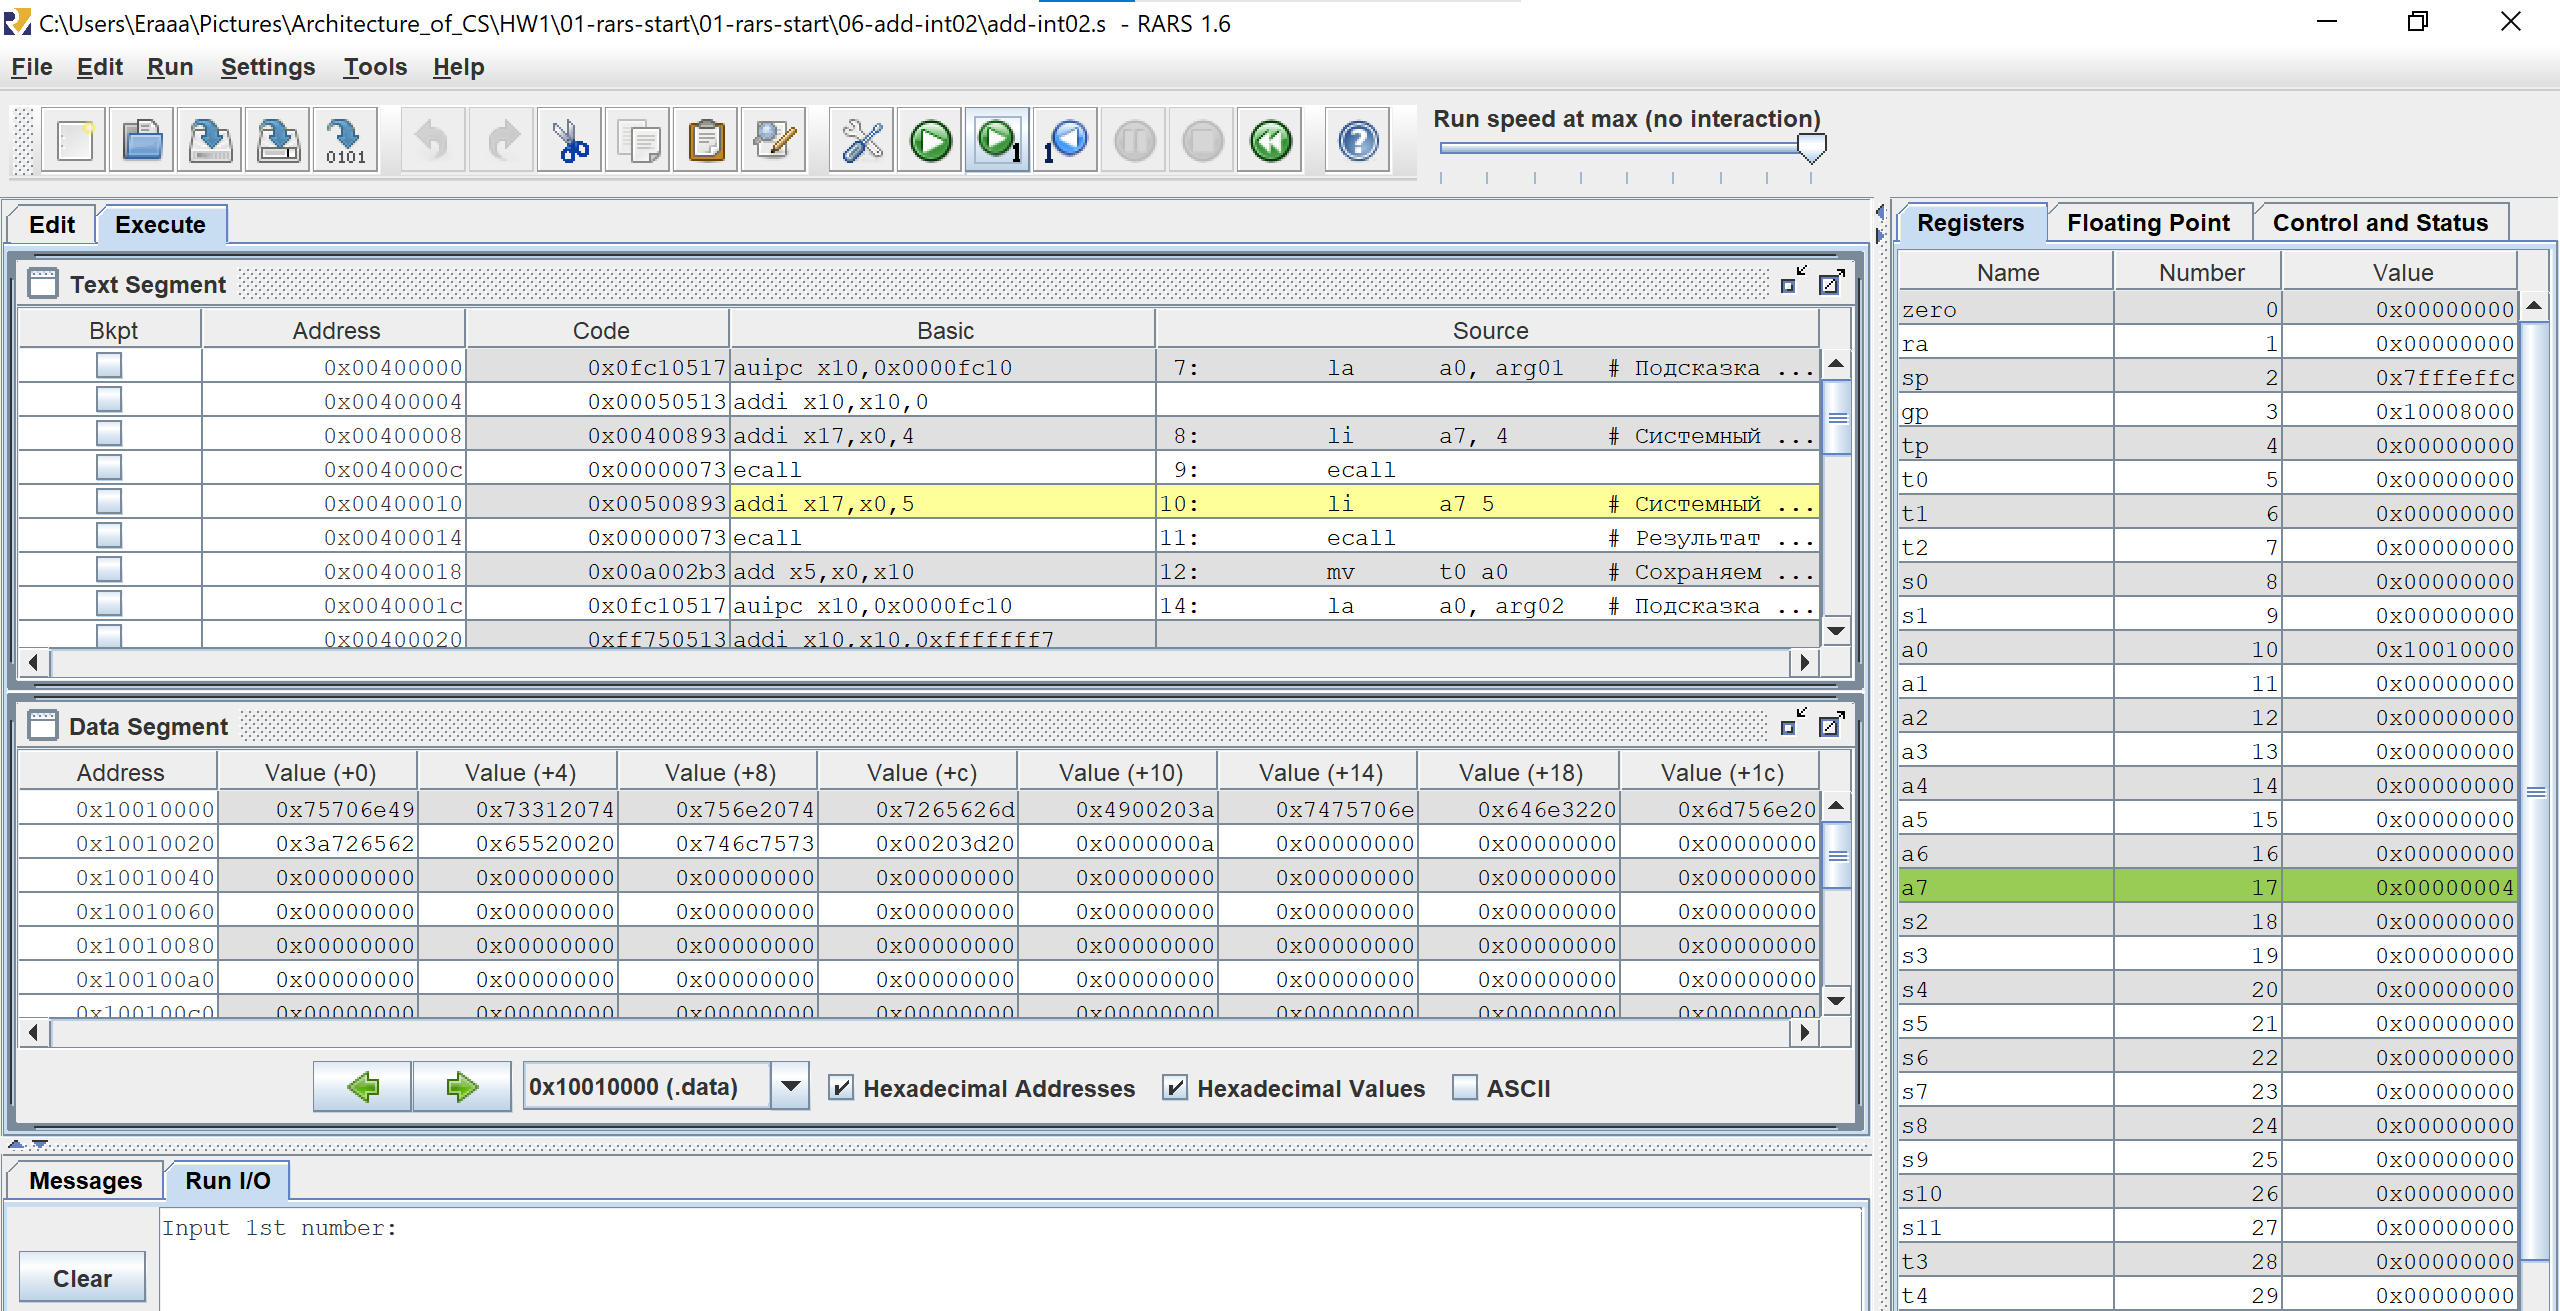 C:\Users\Eraaa\Pictures\Architecture_of_CS\HW1\01-rars-start\01-rars-start\06-add-int02\add-int02.s - RARS 1.6
File Edit Run Settings Tools Help
Run speed at max (no interaction)
0101 1 1
Edit Execute
Text Segment
Bkpt Address Code Basic Source
0x00400000 0x0fc10517 auipc x10,0x0000fc10 7: la a0, arg01 # Подсказка ...
0x00400004 0x00050513 addi x10,x10,0
0x00400008 0x00400893 addi x17,x0,4 8: li a7, 4 # Системный ...
0x0040000c 0x00000073 ecall 9: ecall
0x00400010 0x00500893 addi x17,x0,5 10: li a7 5 # Системный ...
0x00400014 0x00000073 ecall 11: ecall # Результат ...
0x00400018 0x00a002b3 add x5,x0,x10 12: mv t0 a0 # Сохраняем ...
0x0040001c 0x0fc10517 auipc x10,0x0000fc10 14: la a0, arg02 # Подсказка ...
0x00400020 0xff750513 addi x10,x10,0xfffffff7
Data Segment
Address Value (+0) Value (+4) Value (+8) Value (+c) Value (+10) Value (+14) Value (+18) Value (+1c)
0x10010000 0x75706e49 0x73312074 0x756e2074 0x7265626d 0x4900203a 0x7475706e 0x646e3220 0x6d756e20
0x10010020 0x3a726562 0x65520020 0x746c7573 0x00203d20 0x0000000a 0x00000000 0x00000000 0x00000000
0x10010040 0x00000000 0x00000000 0x00000000 0x00000000 0x00000000 0x00000000 0x00000000 0x00000000
0x10010060 0x00000000 0x00000000 0x00000000 0x00000000 0x00000000 0x00000000 0x00000000 0x00000000
0x10010080 0x00000000 0x00000000 0x00000000 0x00000000 0x00000000 0x00000000 0x00000000 0x00000000
0x100100a0 0x00000000 0x00000000 0x00000000 0x00000000 0x00000000 0x00000000 0x00000000 0x00000000
0x100100c0 0x00000000 0x00000000 0x00000000 0x00000000 0x00000000 0x00000000 0x00000000 0x00000000
0x10010000 (.data) Hexadecimal Addresses Hexadecimal Values ASCII
Messages Run I/O
Input 1st number:
Clear
Registers Floating Point Control and Status
Name Number Value
zero 0 0x00000000
ra 1 0x00000000
sp 2 0x7fffeffc
gp 3 0x10008000
tp 4 0x00000000
t0 5 0x00000000
t1 6 0x00000000
t2 7 0x00000000
s0 8 0x00000000
s1 9 0x00000000
a0 10 0x10010000
a1 11 0x00000000
a2 12 0x00000000
a3 13 0x00000000
a4 14 0x00000000
a5 15 0x00000000
a6 16 0x00000000
a7 17 0x00000004
s2 18 0x00000000
s3 19 0x00000000
s4 20 0x00000000
s5 21 0x00000000
s6 22 0x00000000
s7 23 0x00000000
s8 24 0x00000000
s9 25 0x00000000
s10 26 0x00000000
s11 27 0x00000000
t3 28 0x00000000
t4 29 0x00000000